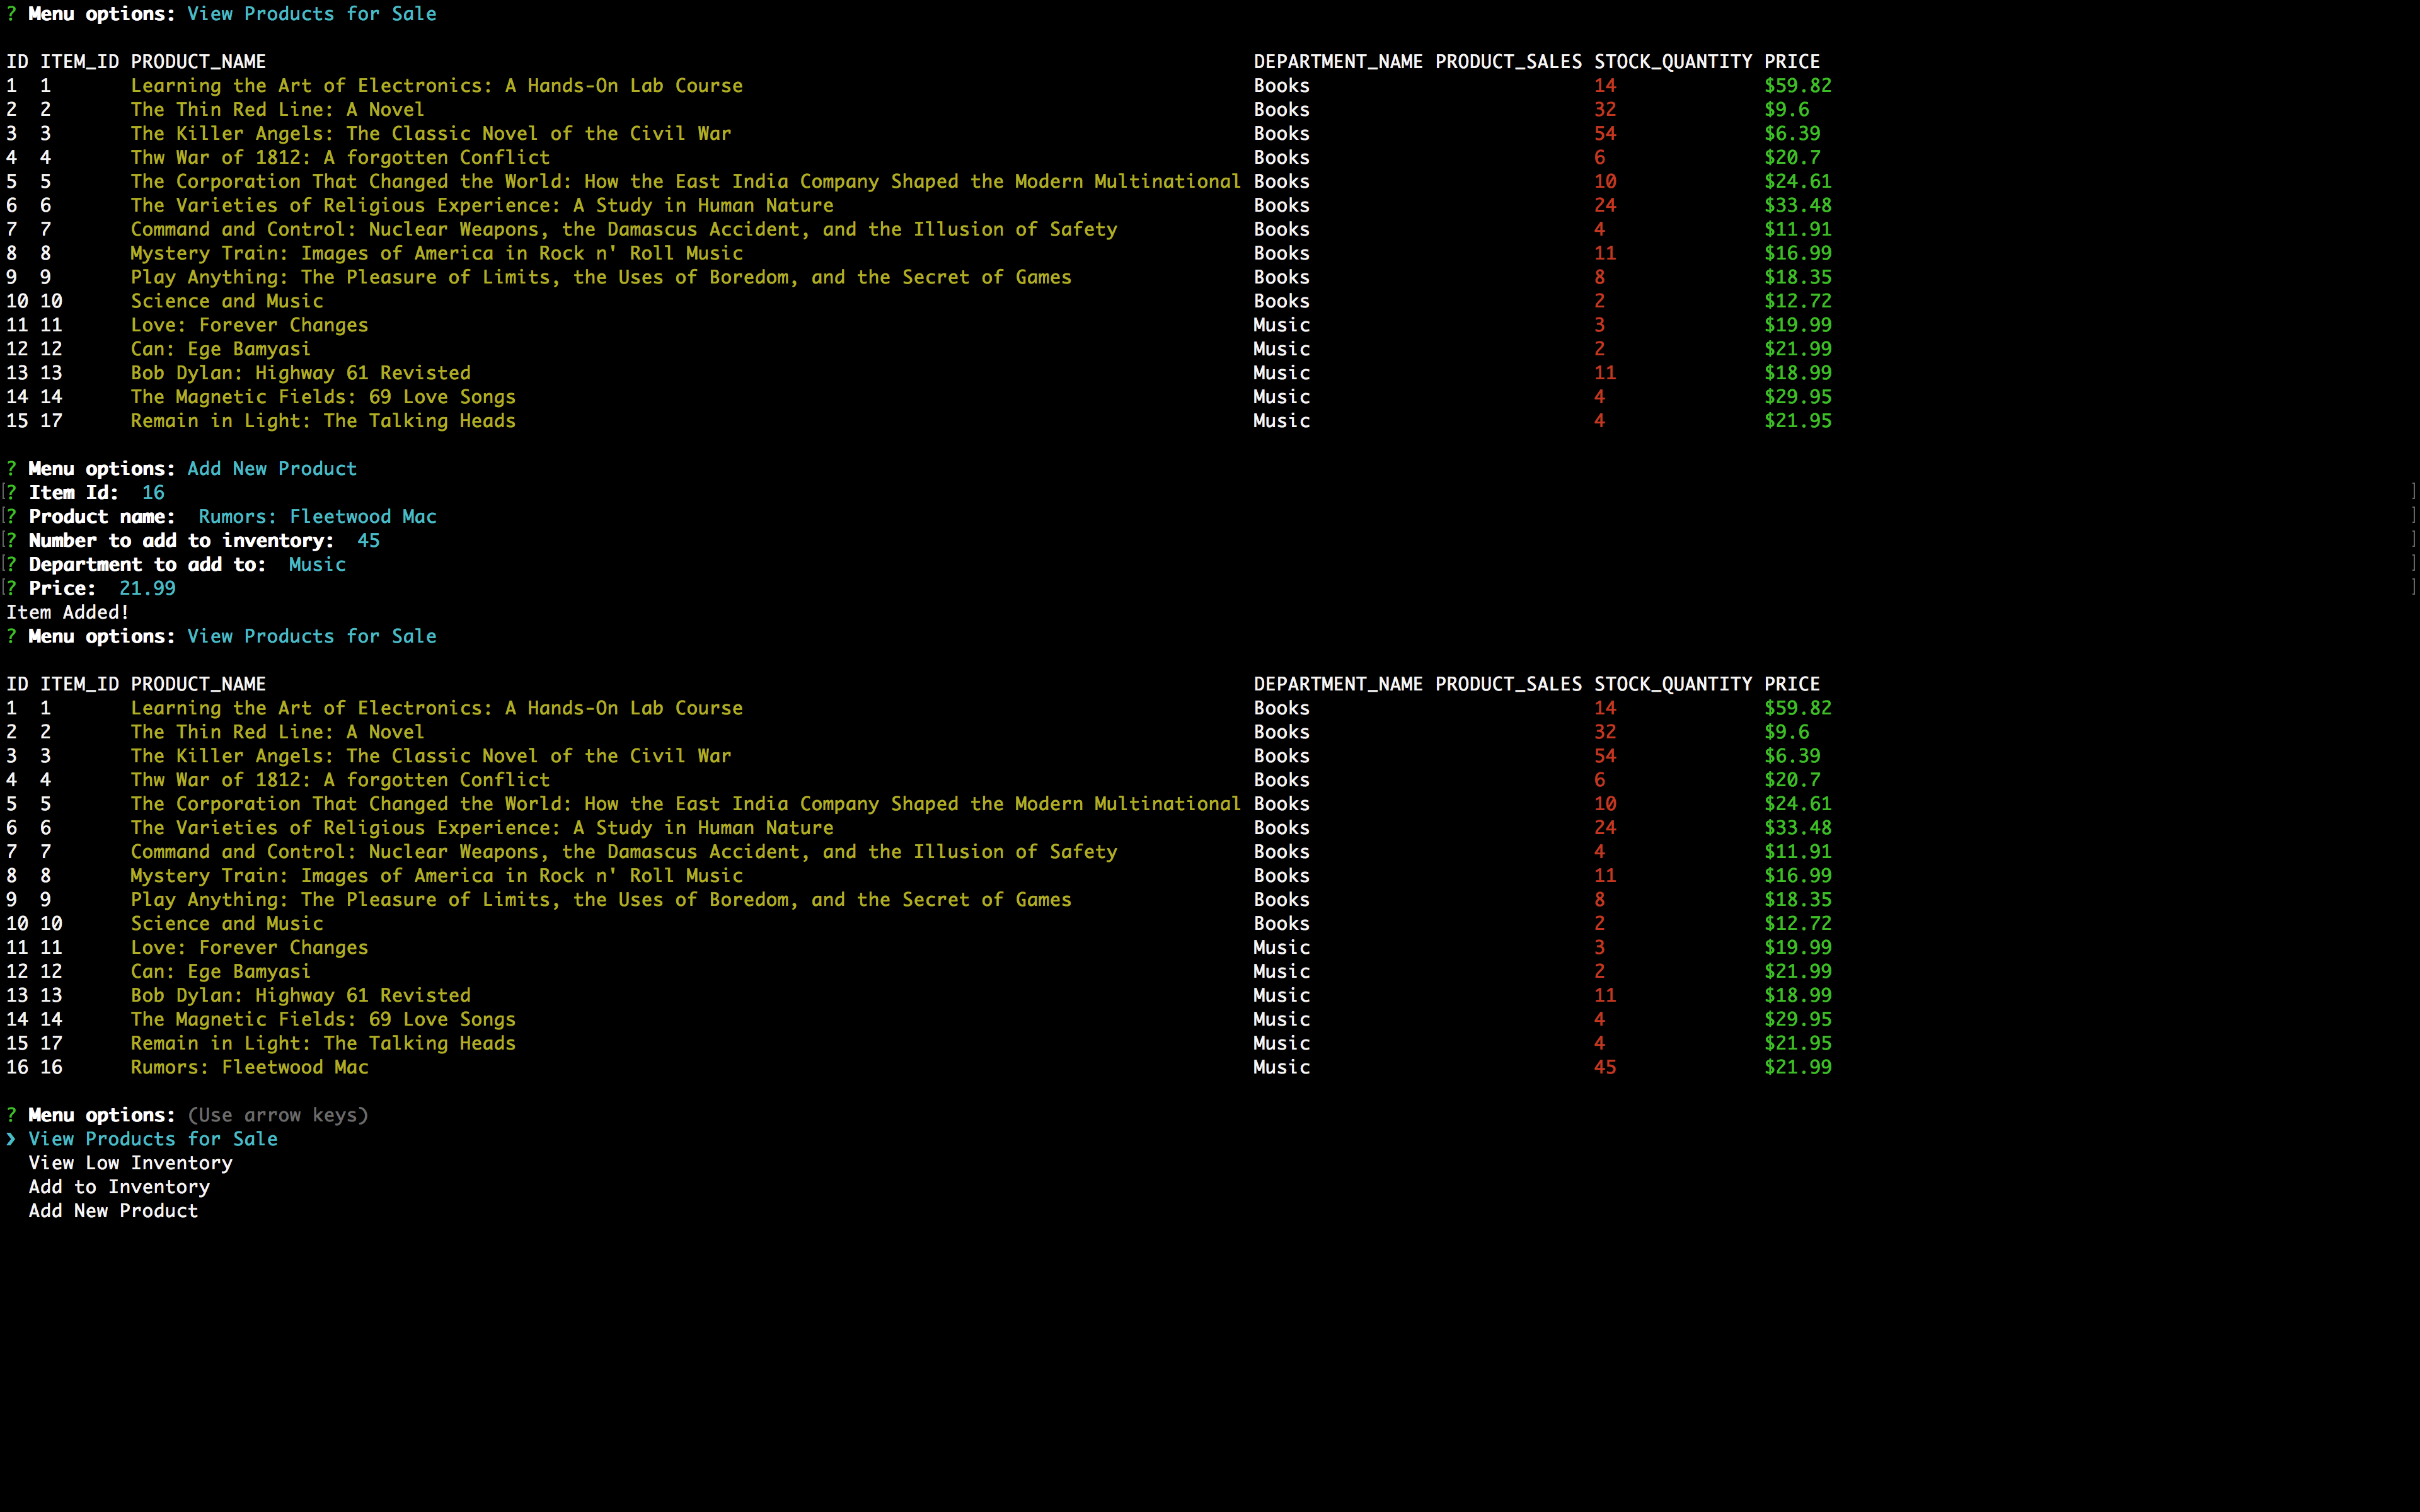 ? Menu options: View Products for Sale
ID ITEM_ID PRODUCT_NAME DEPARTMENT_NAME PRODUCT_SALES STOCK_QUANTITY PRICE
1 1 Learning the Art of Electronics: A Hands-On Lab Course Books 14 $59.82
2 2 The Thin Red Line: A Novel Books 32 $9.6
3 3 The Killer Angels: The Classic Novel of the Civil War Books 54 $6.39
4 4 Thw War of 1812: A forgotten Conflict Books 6 $20.7
5 5 The Corporation That Changed the World: How the East India Company Shaped the Modern Multinational Books 10 $24.61
6 6 The Varieties of Religious Experience: A Study in Human Nature Books 24 $33.48
7 7 Command and Control: Nuclear Weapons, the Damascus Accident, and the Illusion of Safety Books 4 $11.91
8 8 Mystery Train: Images of America in Rock n' Roll Music Books 11 $16.99
9 9 Play Anything: The Pleasure of Limits, the Uses of Boredom, and the Secret of Games Books 8 $18.35
10 10 Science and Music Books 2 $12.72
11 11 Love: Forever Changes Music 3 $19.99
12 12 Can: Ege Bamyasi Music 2 $21.99
13 13 Bob Dylan: Highway 61 Revisted Music 11 $18.99
14 14 The Magnetic Fields: 69 Love Songs Music 4 $29.95
15 17 Remain in Light: The Talking Heads Music 4 $21.95
? Menu options: Add New Product
[? Item Id: 16 ]
[? Product name: Rumors: Fleetwood Mac ]
[? Number to add to inventory: 45 ]
[? Department to add to: Music ]
[? Price: 21.99 ]
Item Added!
? Menu options: View Products for Sale
ID ITEM_ID PRODUCT_NAME DEPARTMENT_NAME PRODUCT_SALES STOCK_QUANTITY PRICE
1 1 Learning the Art of Electronics: A Hands-On Lab Course Books 14 $59.82
2 2 The Thin Red Line: A Novel Books 32 $9.6
3 3 The Killer Angels: The Classic Novel of the Civil War Books 54 $6.39
4 4 Thw War of 1812: A forgotten Conflict Books 6 $20.7
5 5 The Corporation That Changed the World: How the East India Company Shaped the Modern Multinational Books 10 $24.61
6 6 The Varieties of Religious Experience: A Study in Human Nature Books 24 $33.48
7 7 Command and Control: Nuclear Weapons, the Damascus Accident, and the Illusion of Safety Books 4 $11.91
8 8 Mystery Train: Images of America in Rock n' Roll Music Books 11 $16.99
9 9 Play Anything: The Pleasure of Limits, the Uses of Boredom, and the Secret of Games Books 8 $18.35
10 10 Science and Music Books 2 $12.72
11 11 Love: Forever Changes Music 3 $19.99
12 12 Can: Ege Bamyasi Music 2 $21.99
13 13 Bob Dylan: Highway 61 Revisted Music 11 $18.99
14 14 The Magnetic Fields: 69 Love Songs Music 4 $29.95
15 17 Remain in Light: The Talking Heads Music 4 $21.95
16 16 Rumors: Fleetwood Mac Music 45 $21.99
? Menu options: (Use arrow keys)
❯ View Products for Sale
View Low Inventory
Add to Inventory
Add New Product